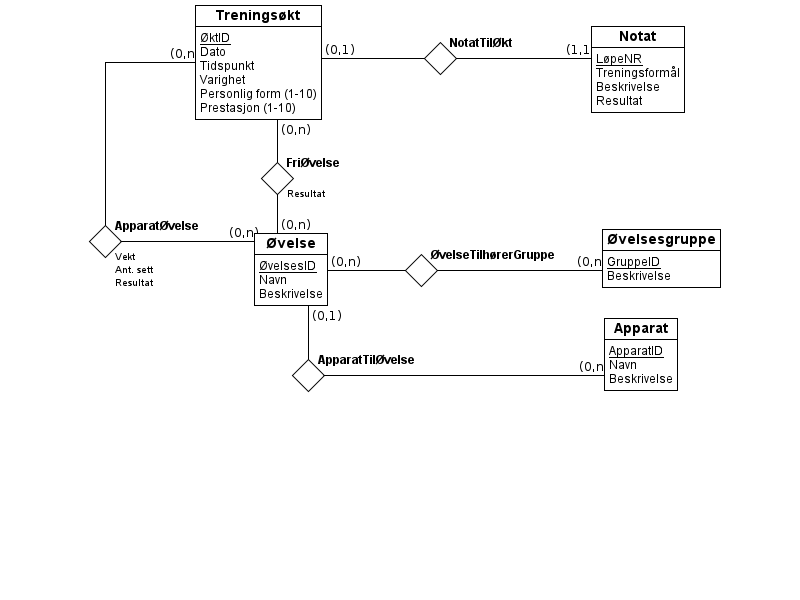 Treningsøkt
ØktID
Dato
Tidspunkt
Varighet
Personlig form (1-10)
Prestasjon (1-10)
(0,n
(0,1)
NotatTilØkt
(1,1
Notat
LøpeNR
Treningsformål
Beskrivelse
Resultat
(0,n)
FriØvelse
Resultat
(0,n)
ApparatØvelse
Vekt
Ant. sett
Resultat
(0,n)
Øvelse
ØvelsesID
Navn
Beskrivelse
(0,n)
ØvelseTilhørerGruppe
(0,n
Øvelsesgruppe
GruppeID
Beskrivelse
(0,1)
ApparatTilØvelse
(0,n
Apparat
ApparatID
Navn
Beskrivelse